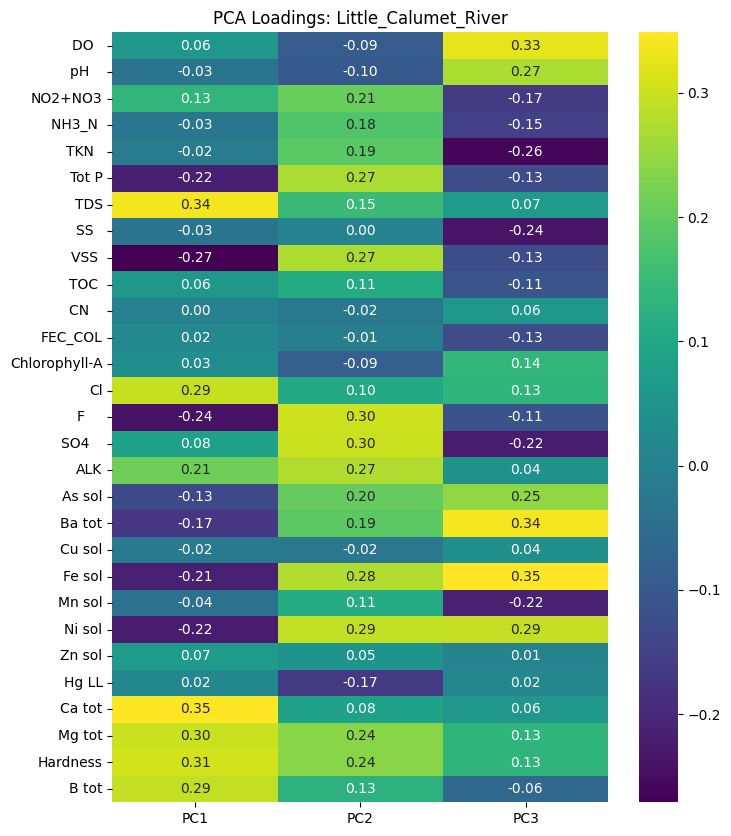 PCA Loadings: Little_Calumet_River
DO 0.06 -0.09 0.33
pH -0.03 -0.10 0.27
NO2+NO3 0.13 0.21 -0.17
NH3_N -0.03 0.18 -0.15
TKN -0.02 0.19 -0.26
Tot P -0.22 0.27 -0.13
TDS 0.34 0.15 0.07
SS -0.03 0.00 -0.24
VSS -0.27 0.27 -0.13
TOC 0.06 0.11 -0.11
CN 0.00 -0.02 0.06
FEC_COL 0.02 -0.01 -0.13
Chlorophyll-A 0.03 -0.09 0.14
Cl 0.29 0.10 0.13
F -0.24 0.30 -0.11
SO4 0.08 0.30 -0.22
ALK 0.21 0.27 0.04
As sol -0.13 0.20 0.25
Ba tot -0.17 0.19 0.34
Cu sol -0.02 -0.02 0.04
Fe sol -0.21 0.28 0.35
Mn sol -0.04 0.11 -0.22
Ni sol -0.22 0.29 0.29
Zn sol 0.07 0.05 0.01
Hg LL 0.02 -0.17 0.02
Ca tot 0.35 0.08 0.06
Mg tot 0.30 0.24 0.13
Hardness 0.31 0.24 0.13
B tot 0.29 0.13 -0.06
PC1 PC2 PC3
0.3
0.2
0.1
0.0
−0.1
−0.2